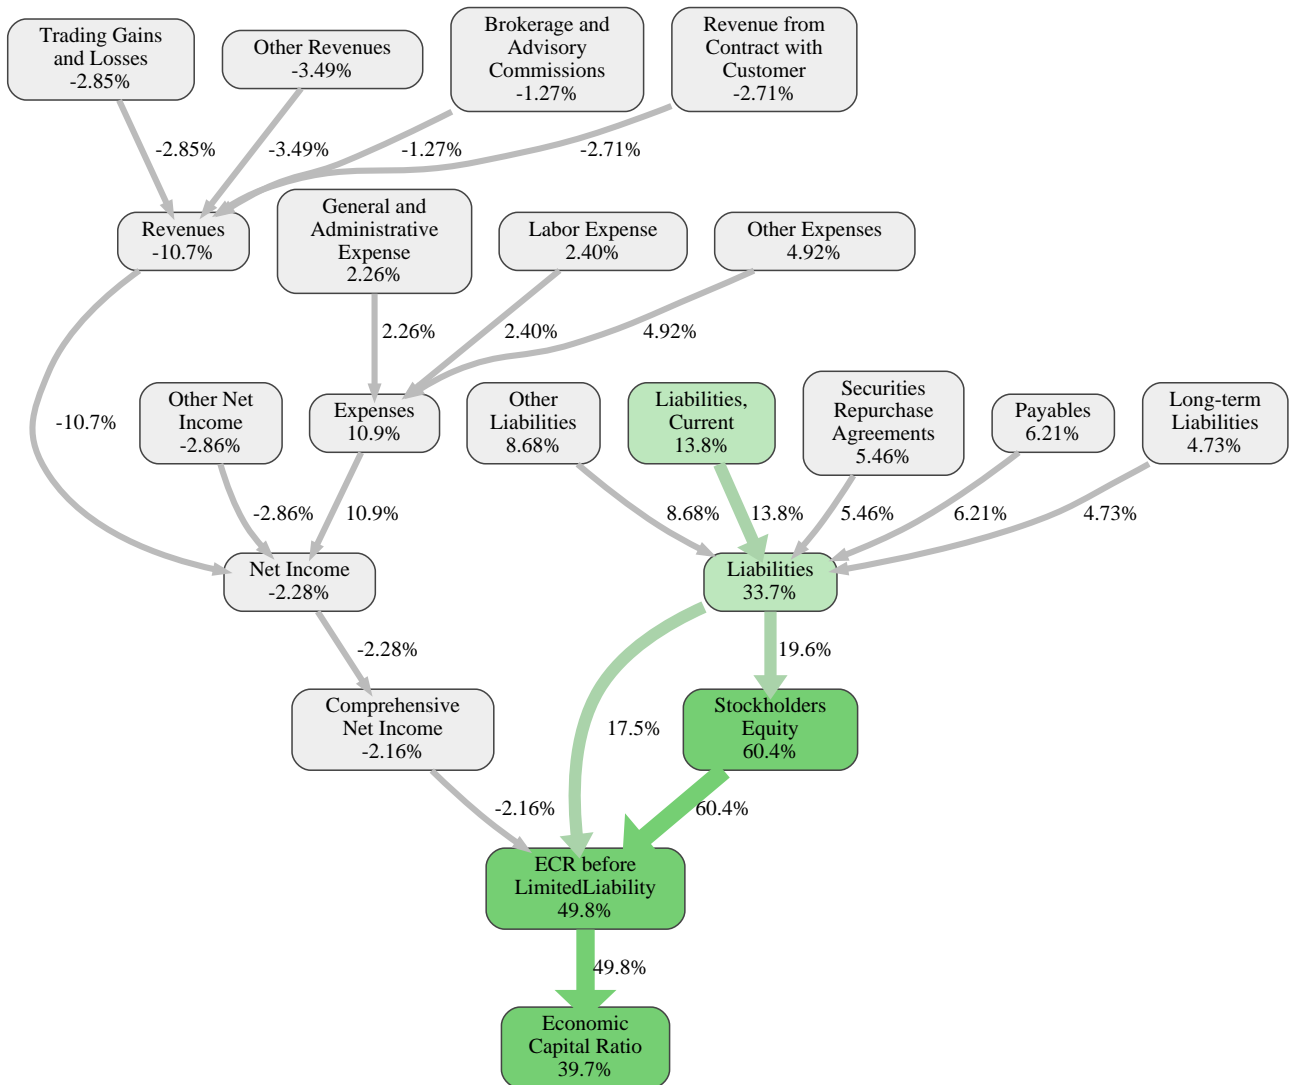 Trading Gains
and Losses
-2.85%
Other Revenues
-3.49%
Brokerage and
Advisory
Commissions
-1.27%
Revenue from
Contract with
Customer
-2.71%
-2.85%
-3.49%
-1.27%
-2.71%
Revenues
-10.7%
General and
Administrative
Expense
2.26%
Labor Expense
2.40%
Other Expenses
4.92%
2.26%
2.40%
4.92%
-10.7%
Other Net
Income
-2.86%
Expenses
10.9%
Other
Liabilities
8.68%
Liabilities,
Current
13.8%
Securities
Repurchase
Agreements
5.46%
Payables
6.21%
Long-term
Liabilities
4.73%
-2.86%
10.9%
8.68%
13.8%
5.46%
6.21%
4.73%
Net Income
-2.28%
Liabilities
33.7%
-2.28%
19.6%
Comprehensive
Net Income
-2.16%
17.5%
Stockholders
Equity
60.4%
-2.16%
60.4%
ECR before
LimitedLiability
49.8%
49.8%
Economic
Capital Ratio
39.7%